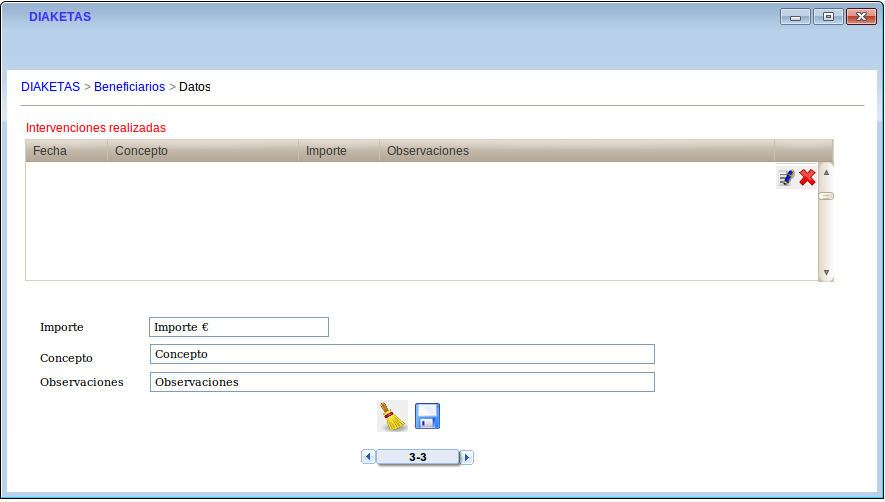 DIAKETAS
DIAKETAS > Beneficiarios > Datos
Intervenciones realizadas
Fecha Concepto Importe Observaciones
Importe Importe €
Concepto Concepto
Observaciones Observaciones
3-3